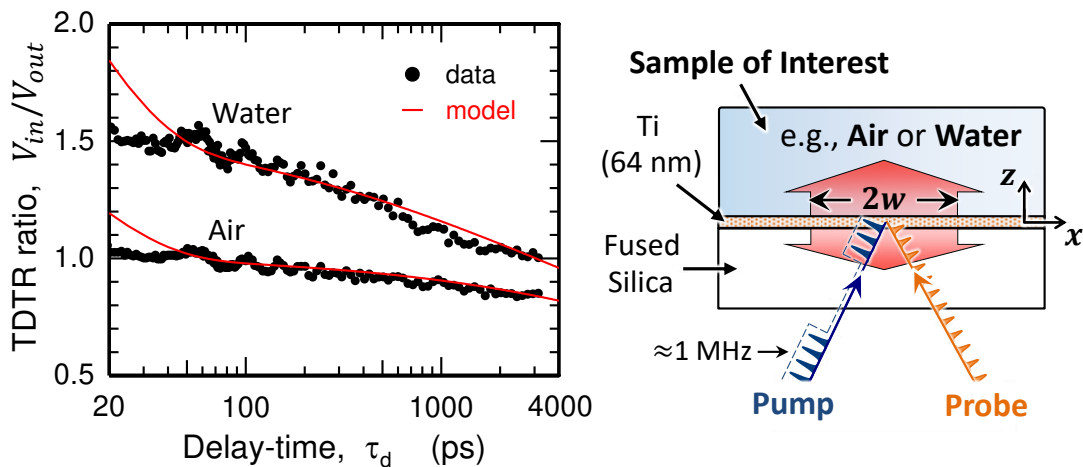 TDTR ratio, V_in/V_out
2.0
1.5
1.0
0.5
20
100
1000
4000
Delay-time, τ_d (ps)
data
model
Water
Air
Sample of Interest
e.g., Air or Water
Ti
(64 nm)
2w
z
x
Fused
Silica
≈1 MHz
Pump
Probe